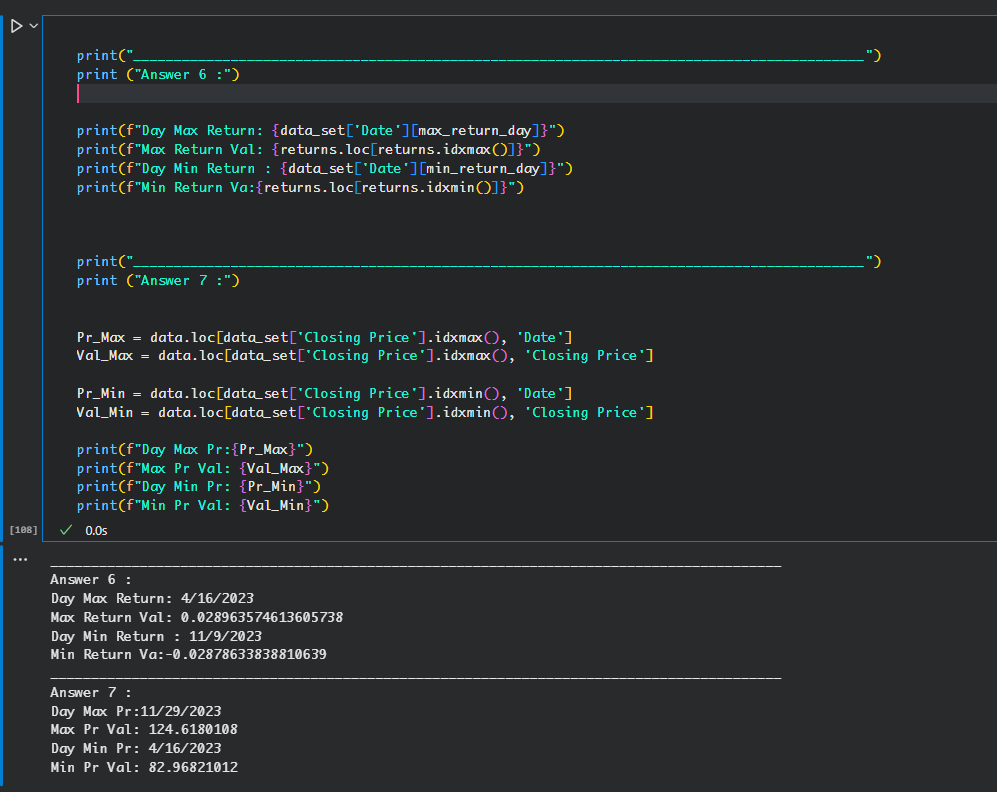 print("__________________________________________________________________________________________")
print ("Answer 6 :")
print(f"Day Max Return: {data_set['Date'][max_return_day]}")
print(f"Max Return Val: {returns.loc[returns.idxmax()]}")
print(f"Day Min Return : {data_set['Date'][min_return_day]}")
print(f"Min Return Va:{returns.loc[returns.idxmin()]}")
print("__________________________________________________________________________________________")
print ("Answer 7 :")
Pr_Max = data.loc[data_set['Closing Price'].idxmax(), 'Date']
Val_Max = data.loc[data_set['Closing Price'].idxmax(), 'Closing Price']
Pr_Min = data.loc[data_set['Closing Price'].idxmin(), 'Date']
Val_Min = data.loc[data_set['Closing Price'].idxmin(), 'Closing Price']
print(f"Day Max Pr:{Pr_Max}")
print(f"Max Pr Val: {Val_Max}")
print(f"Day Min Pr: {Pr_Min}")
print(f"Min Pr Val: {Val_Min}")
[108] ✓ 0.0s
... __________________________________________________________________________________________
Answer 6 :
Day Max Return: 4/16/2023
Max Return Val: 0.028963574613605738
Day Min Return : 11/9/2023
Min Return Va:-0.02878633838810639
__________________________________________________________________________________________
Answer 7 :
Day Max Pr:11/29/2023
Max Pr Val: 124.6180108
Day Min Pr: 4/16/2023
Min Pr Val: 82.96821012